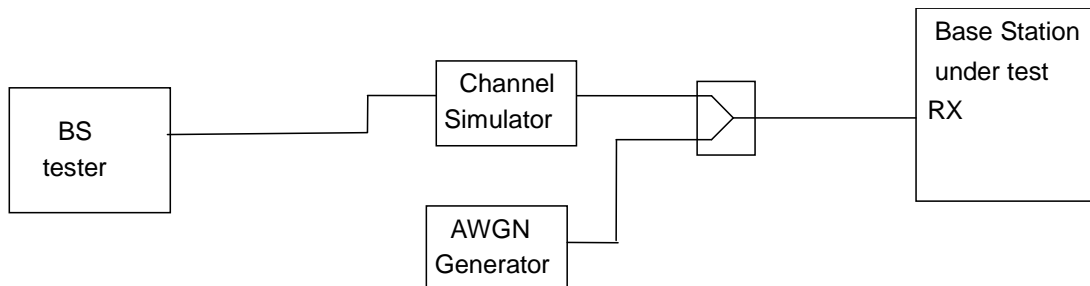 BS
tester
Channel
Simulator
AWGN
Generator
Base Station
under test
RX